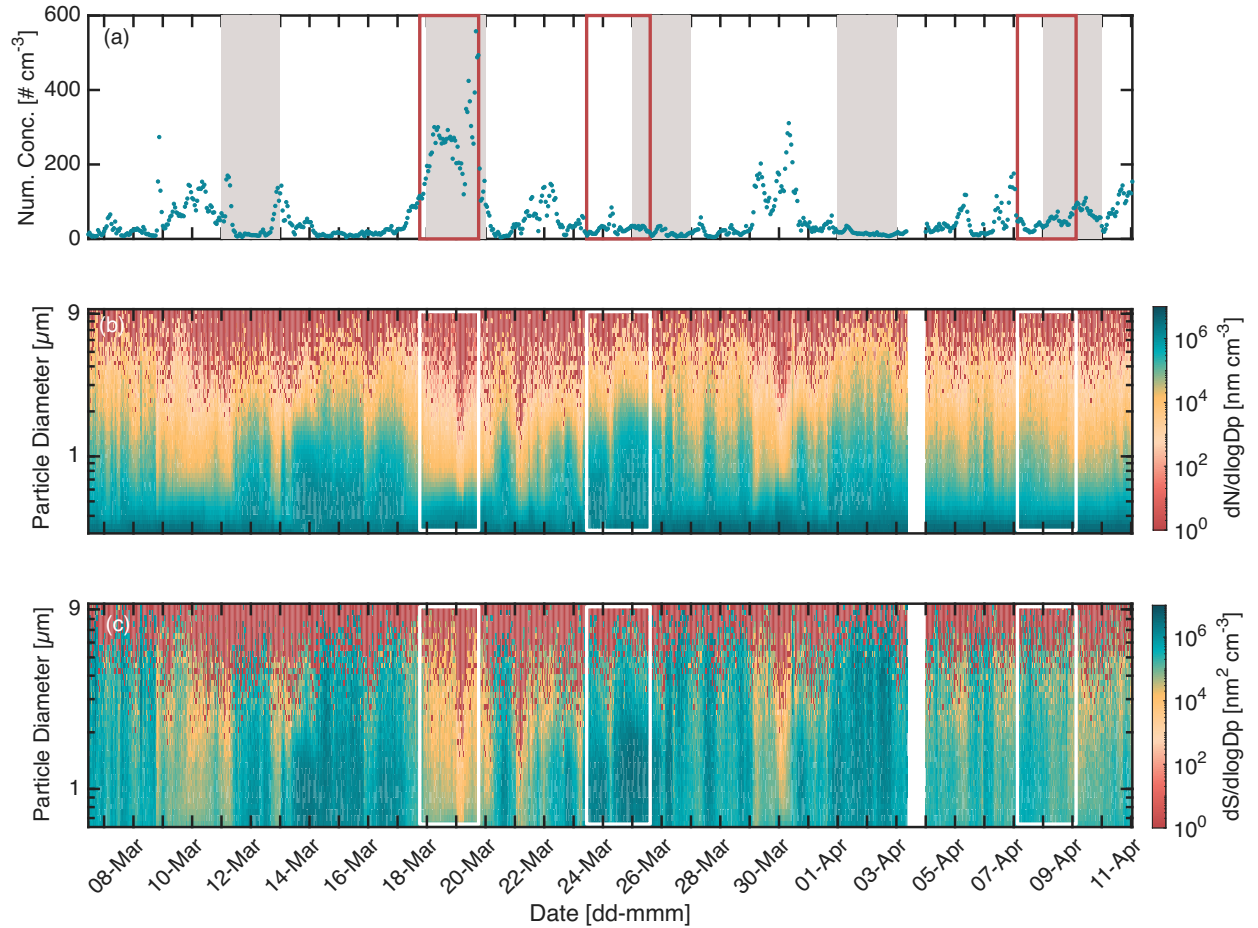 (a)
Num. Conc. [# cm⁻³]
600
400
200
0
(b)
Particle Diameter [µm]
9
1
10⁶
10⁴
10²
10⁰
dN/dlogDp [nm cm⁻³]
(c)
Particle Diameter [µm]
9
1
10⁶
10⁴
10²
10⁰
dS/dlogDp [nm² cm⁻³]
08-Mar
10-Mar
12-Mar
14-Mar
16-Mar
18-Mar
20-Mar
22-Mar
24-Mar
26-Mar
28-Mar
30-Mar
01-Apr
03-Apr
05-Apr
07-Apr
09-Apr
11-Apr
Date [dd-mmm]